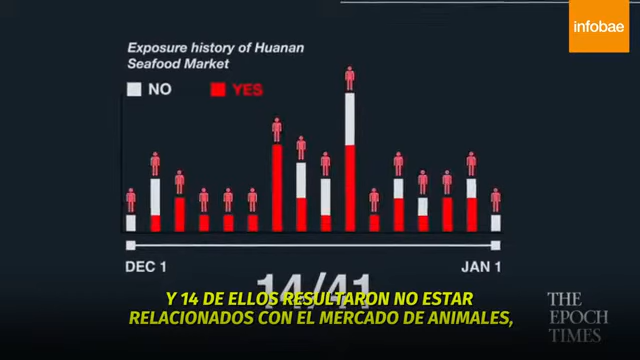 infobae
Exposure history of Huanan
Seafood Market
NO YES
DEC 1 JAN 1
14/41
Y 14 DE ELLOS RESULTARON NO ESTAR
RELACIONADOS CON EL MERCADO DE ANIMALES,
THE
EPOCH
TIMES